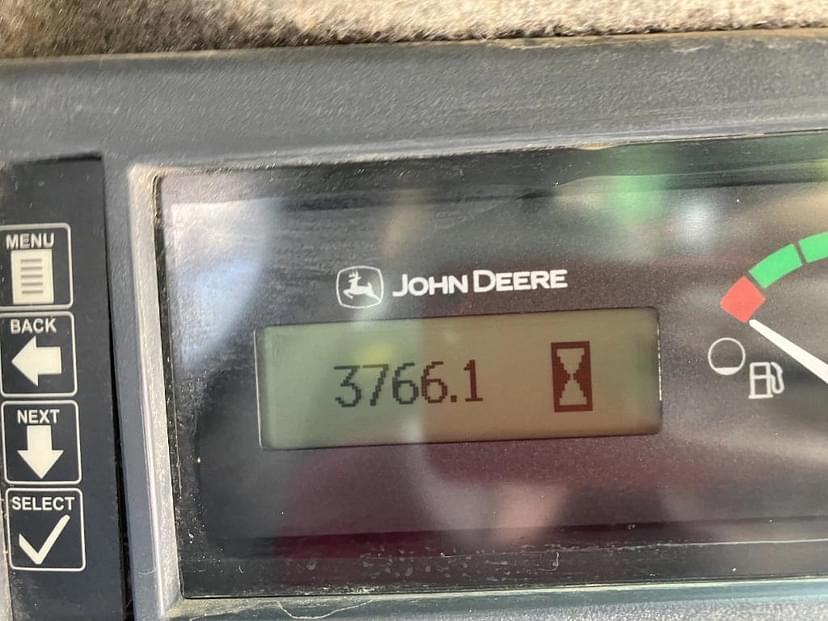 MENU
BACK
NEXT
SELECT
JOHN DEERE
3766.1